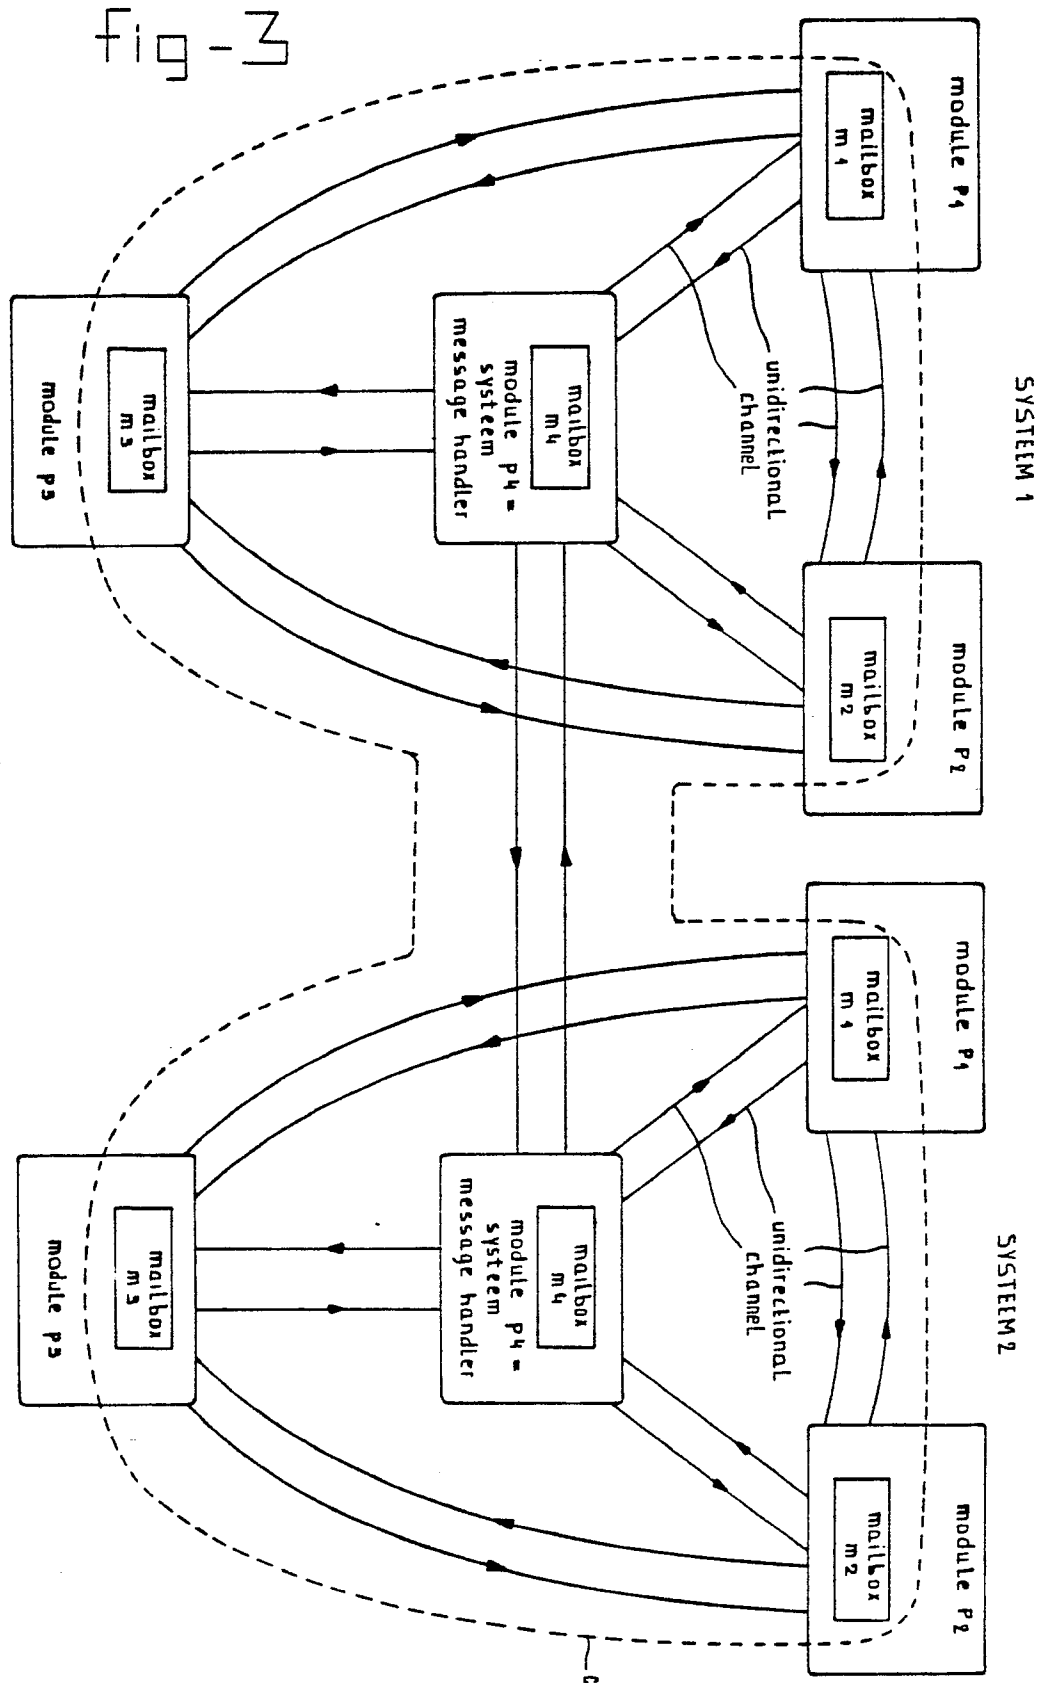 fig-3
SYSTEEM 1
module P1
mailbox
m1
module P2
mailbox
m2
unidirectional
channel
mailbox
m4
module P4 =
systeem
message handler
mailbox
m3
module P3
SYSTEEM 2
module P1
mailbox
m1
module P2
mailbox
m2
unidirectional
channel
mailbox
m4
module P4 =
systeem
message handler
mailbox
m3
module P3